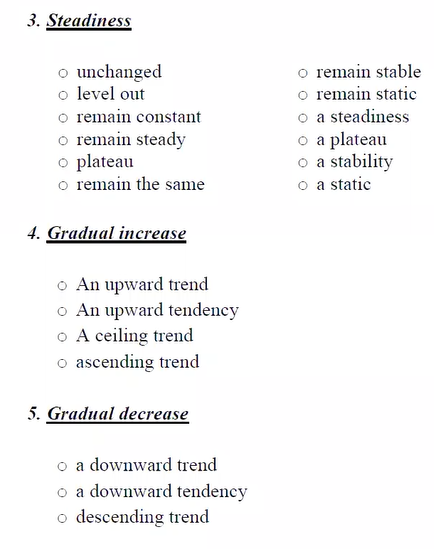 3. Steadiness
unchanged
level out
remain constant
remain steady
plateau
remain the same
remain stable
remain static
a steadiness
a plateau
a stability
a static
4. Gradual increase
An upward trend
An upward tendency
A ceiling trend
ascending trend
5. Gradual decrease
a downward trend
a downward tendency
descending trend